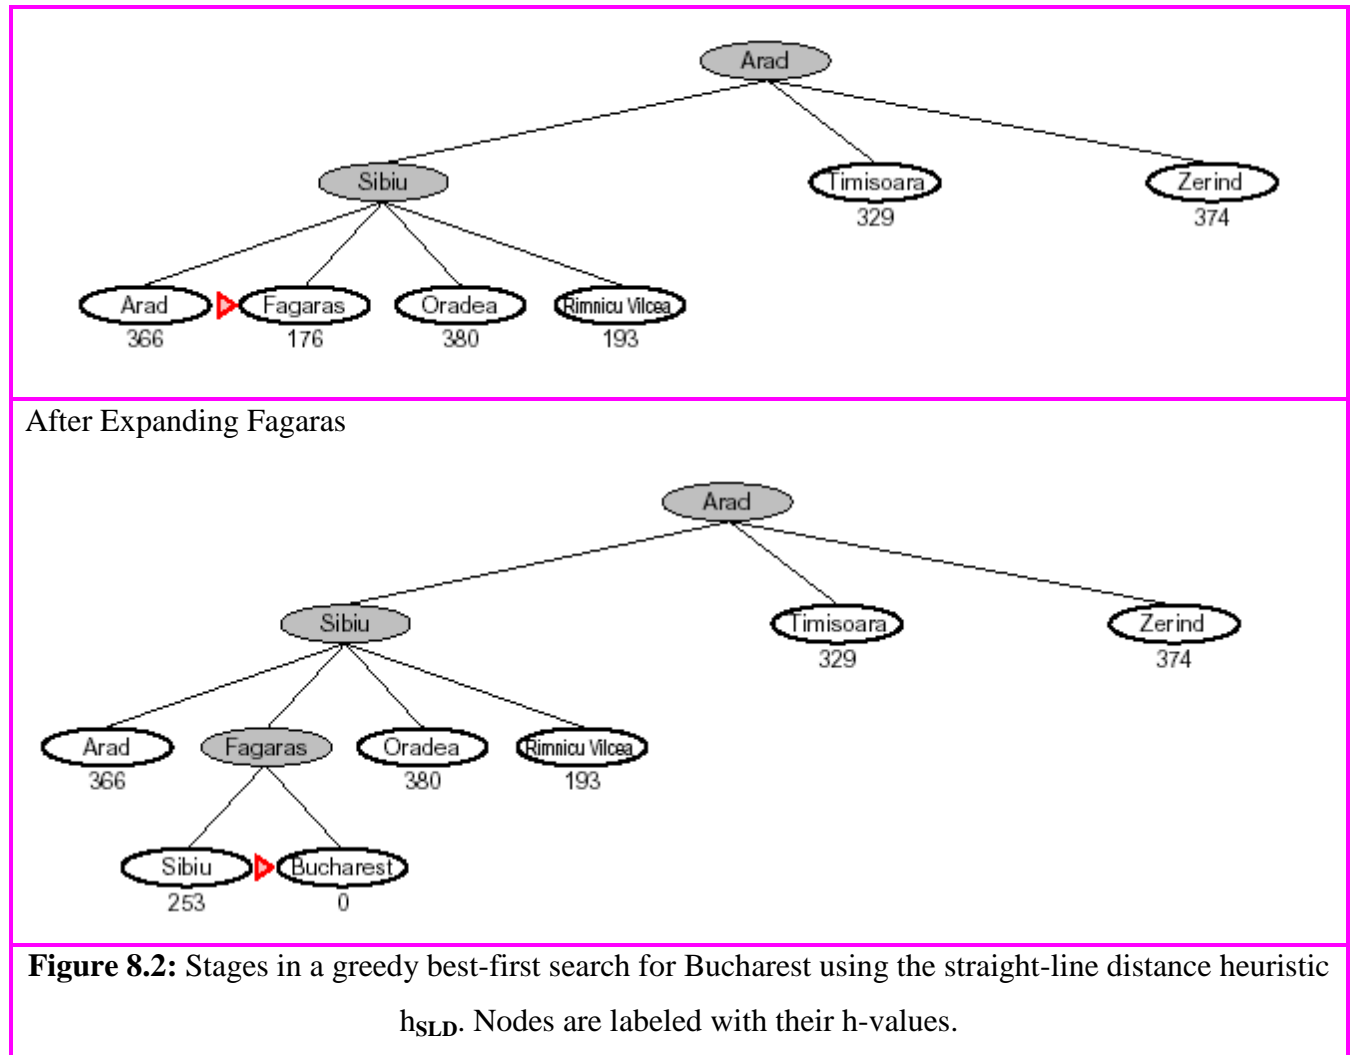 Arad
Sibiu Timisoara Zerind
329 374
Arad Fagaras Oradea Rimnicu Vilcea
366 176 380 193
After Expanding Fagaras
Arad
Sibiu Timisoara Zerind
329 374
Arad Fagaras Oradea Rimnicu Vilcea
366 380 193
Sibiu Bucharest
253 0
Figure 8.2: Stages in a greedy best-first search for Bucharest using the straight-line distance heuristic
hSLD. Nodes are labeled with their h-values.